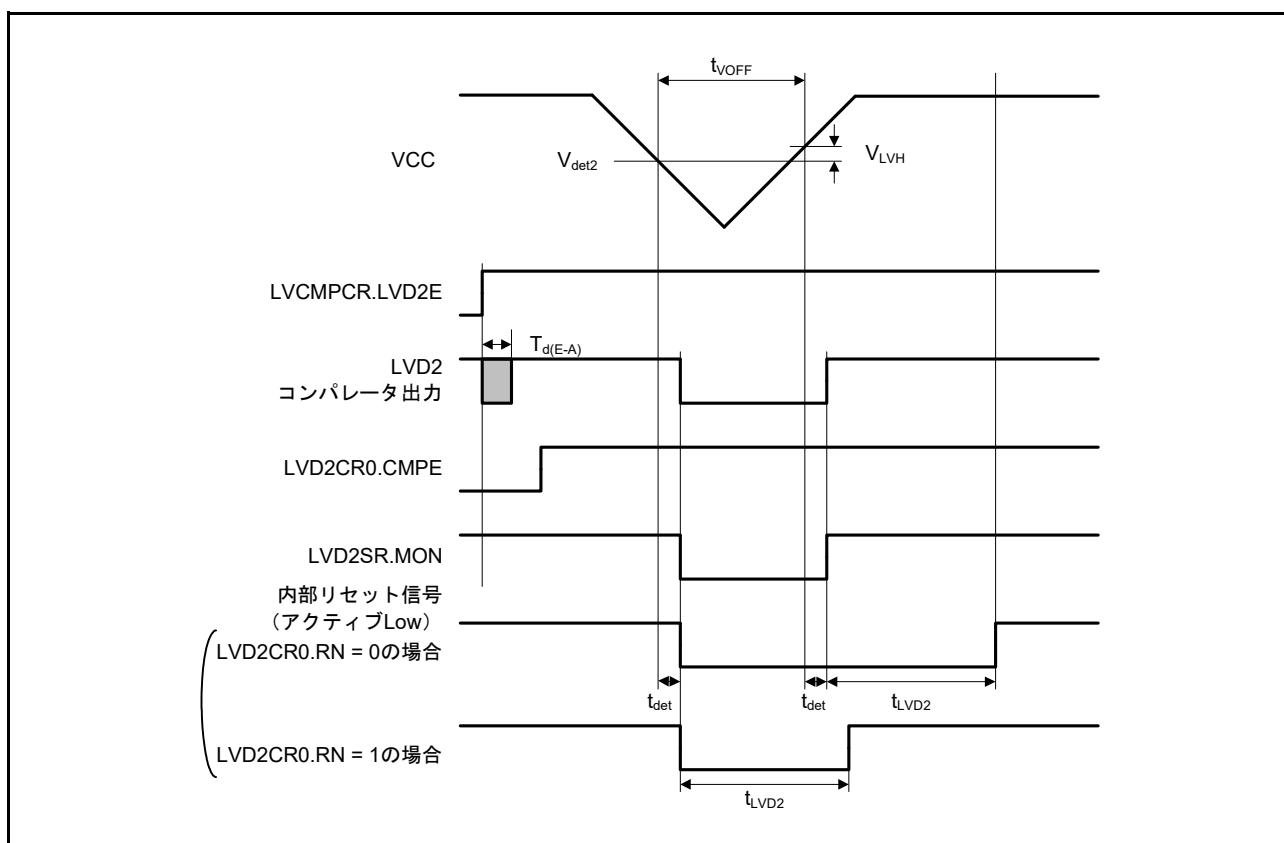 tVOFF
VCC
Vdet2
VLVH
LVCMPCR.LVD2E
Td(E-A)
LVD2
コンパレータ出力
LVD2CR0.CMPE
LVD2SR.MON
内部リセット信号
（アクティブLow）
LVD2CR0.RN = 0の場合
tdet
tdet
tLVD2
LVD2CR0.RN = 1の場合
tLVD2